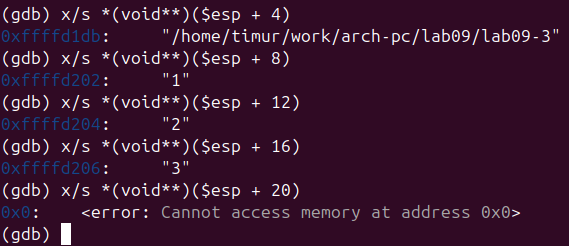 (gdb) x/s *(void**)($esp + 4)
0xffffd1db:     "/home/timur/work/arch-pc/lab09/lab09-3"
(gdb) x/s *(void**)($esp + 8)
0xffffd202:     "1"
(gdb) x/s *(void**)($esp + 12)
0xffffd204:     "2"
(gdb) x/s *(void**)($esp + 16)
0xffffd206:     "3"
(gdb) x/s *(void**)($esp + 20)
0x0:    <error: Cannot access memory at address 0x0>
(gdb)